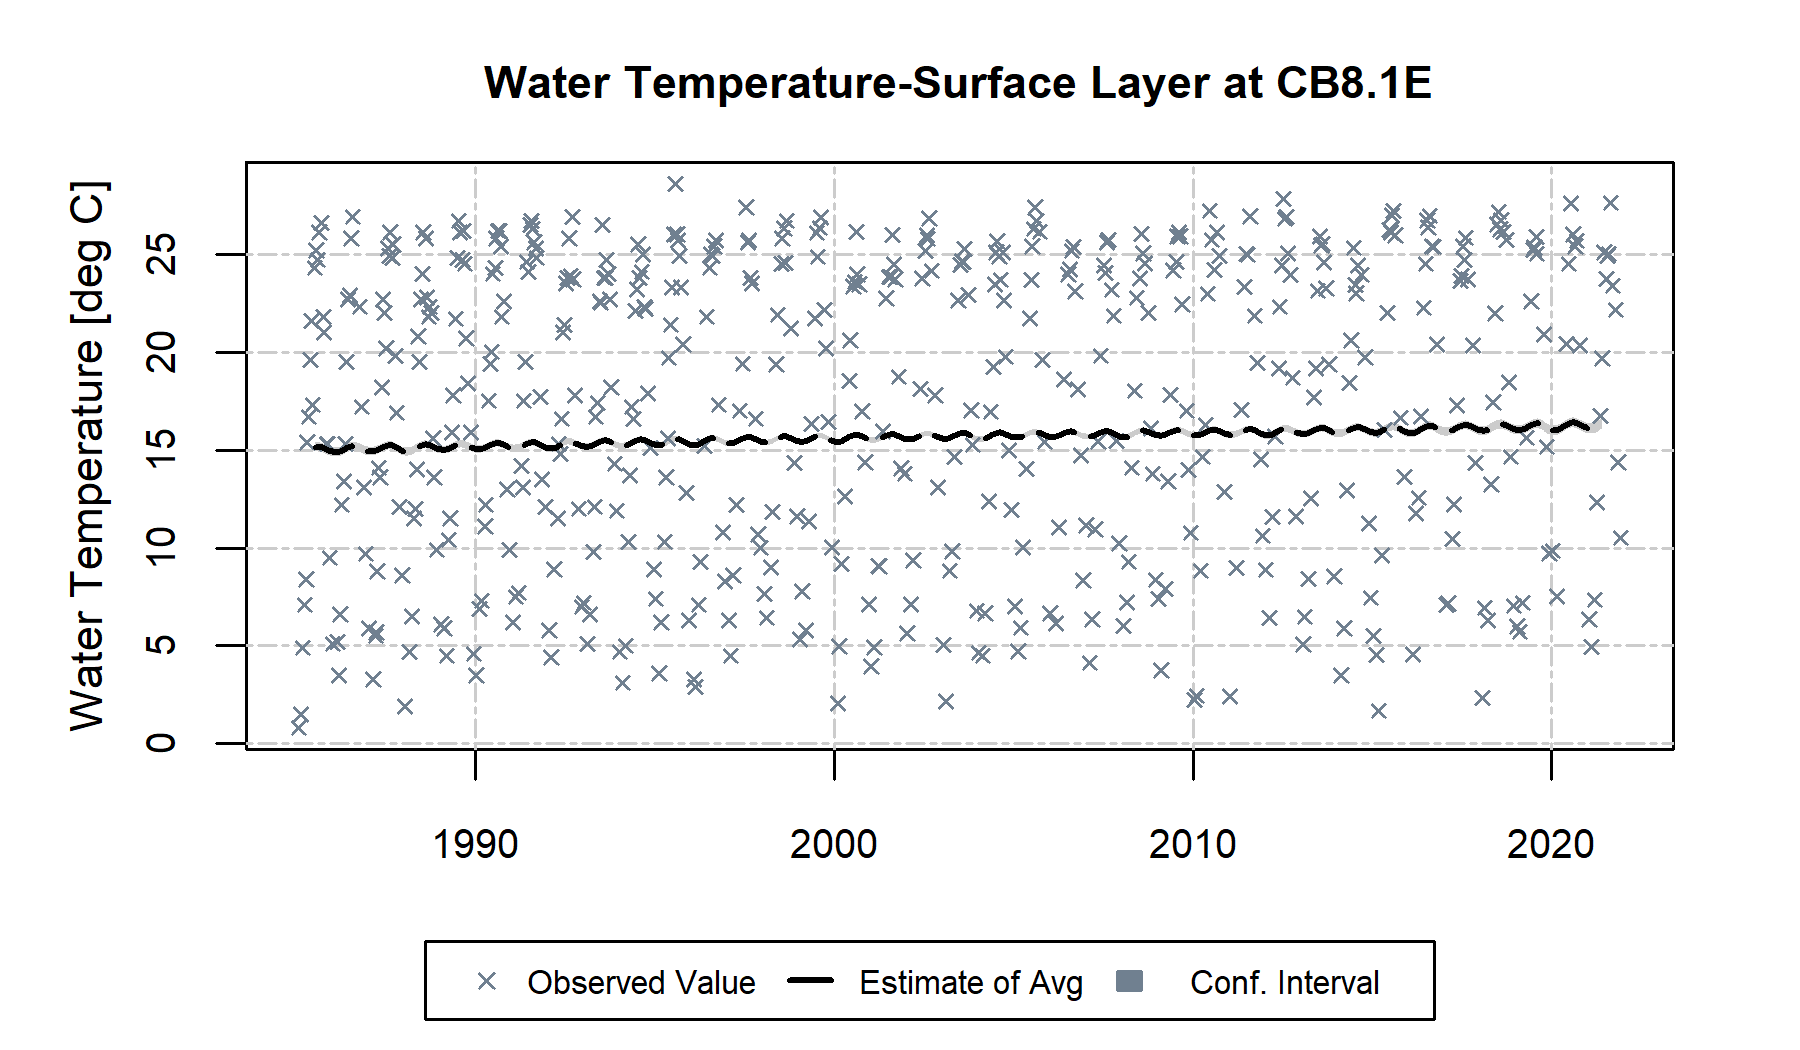 Water Temperature-Surface Layer at CB8.1E
Water Temperature [deg C]
25
20
15
10
5
0
1990 2000 2010 2020
Observed Value Estimate of Avg Conf. Interval